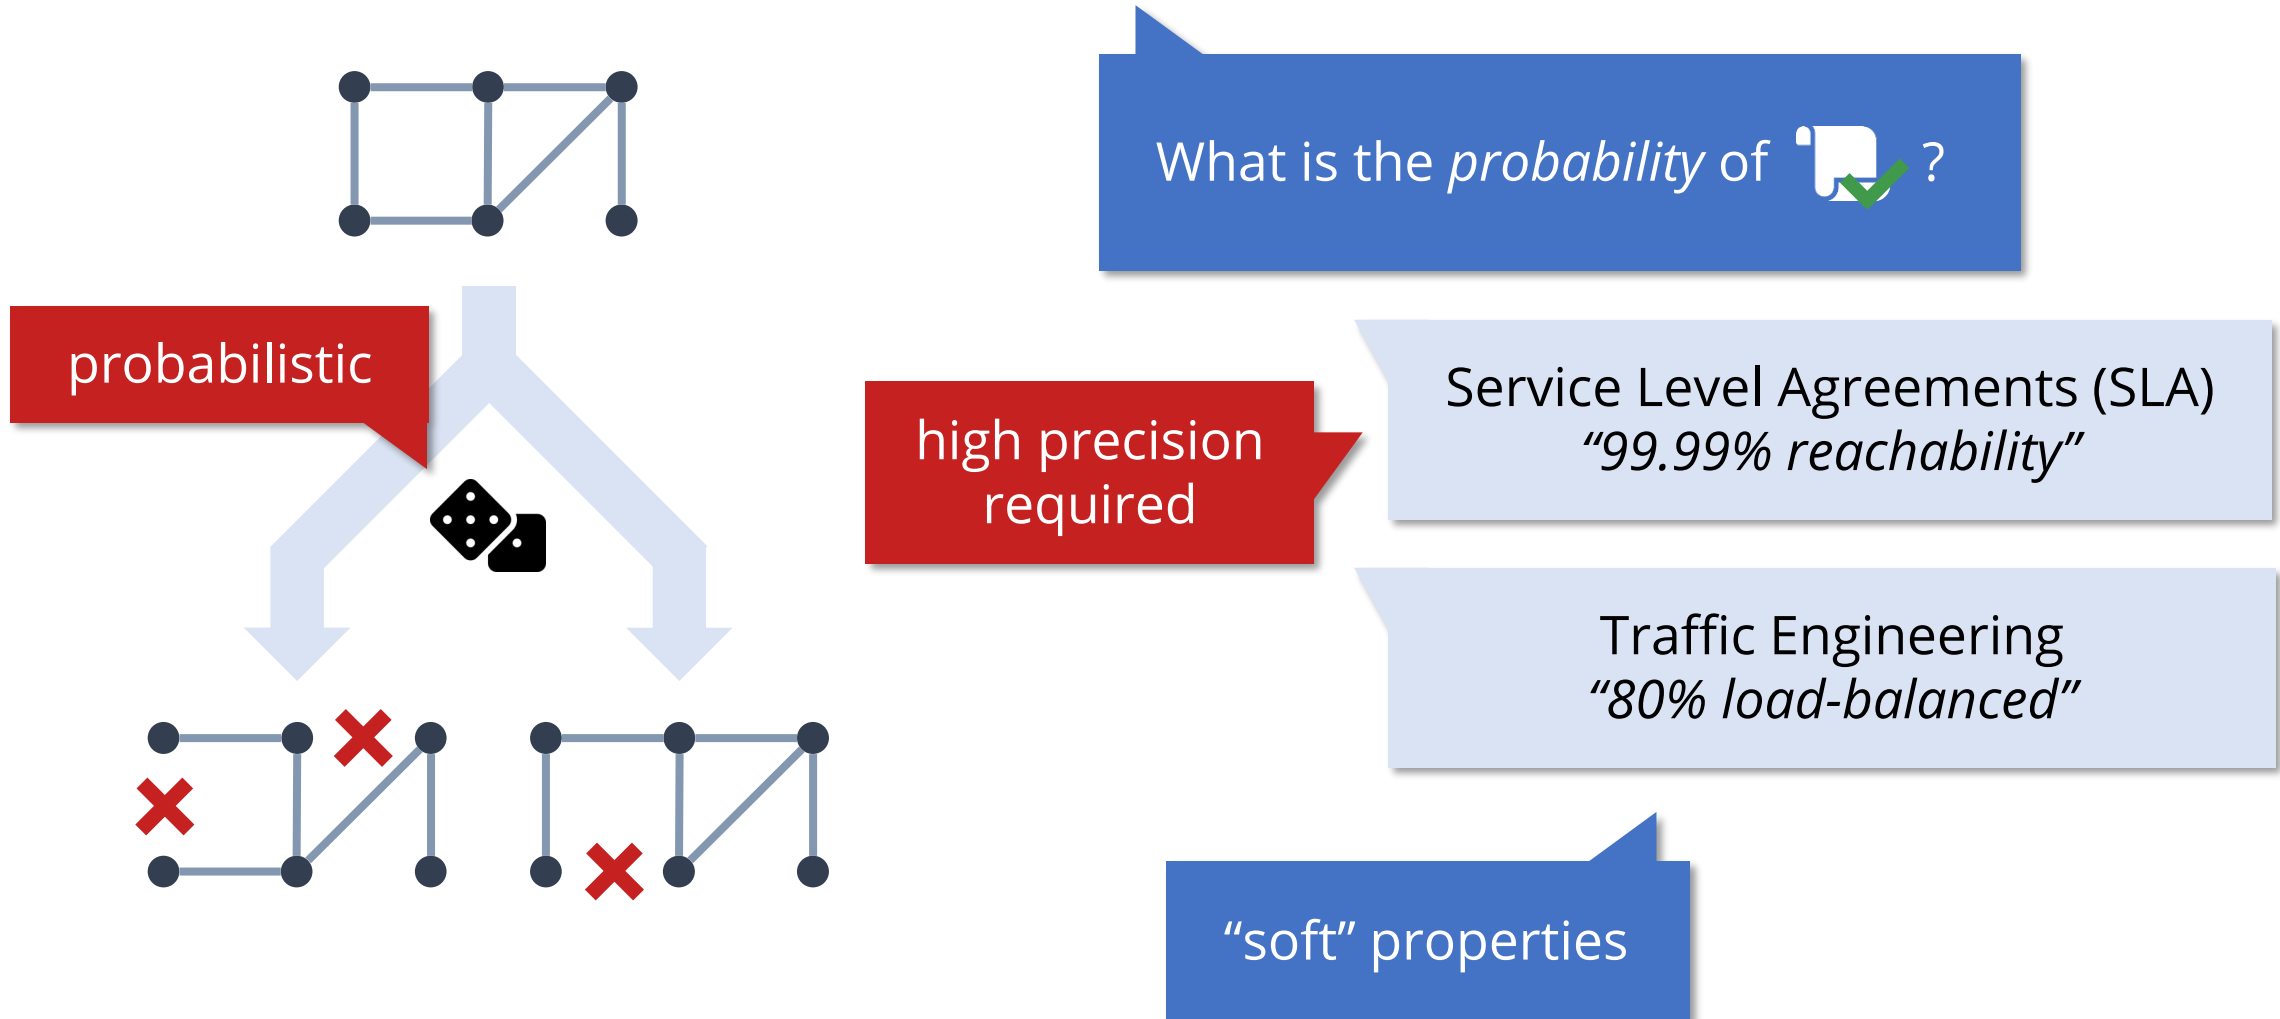 What is the probability of ?
probabilistic
high precision
required
Service Level Agreements (SLA)
“99.99% reachability”
Traffic Engineering
“80% load-balanced”
“soft” properties